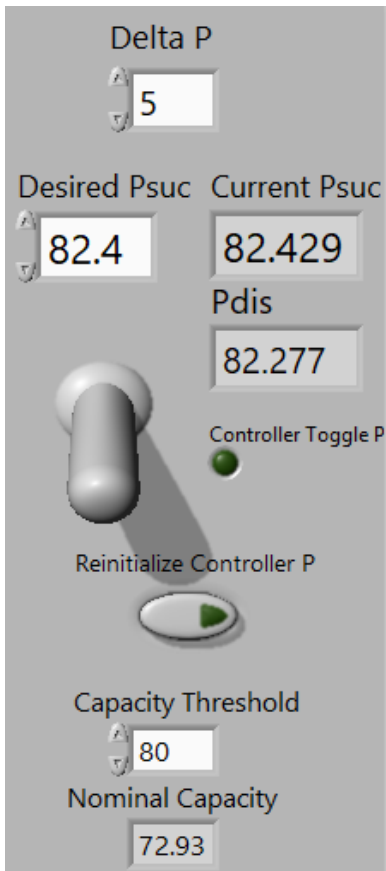 Delta P
5
Desired Psuc Current Psuc
82.4 82.429
Pdis
82.277
Controller Toggle P
Reinitialize Controller P
Capacity Threshold
80
Nominal Capacity
72.93